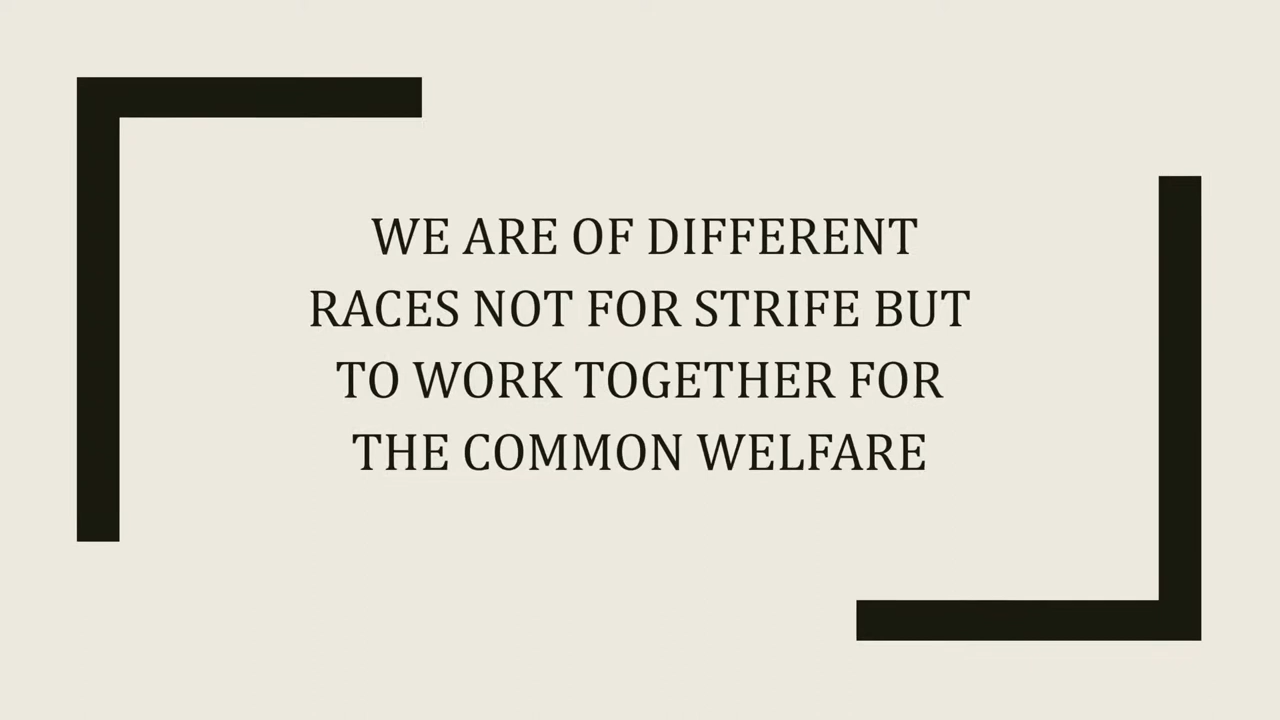 WE ARE OF DIFFERENT
RACES NOT FOR STRIFE BUT
TO WORK TOGETHER FOR
THE COMMON WELFARE